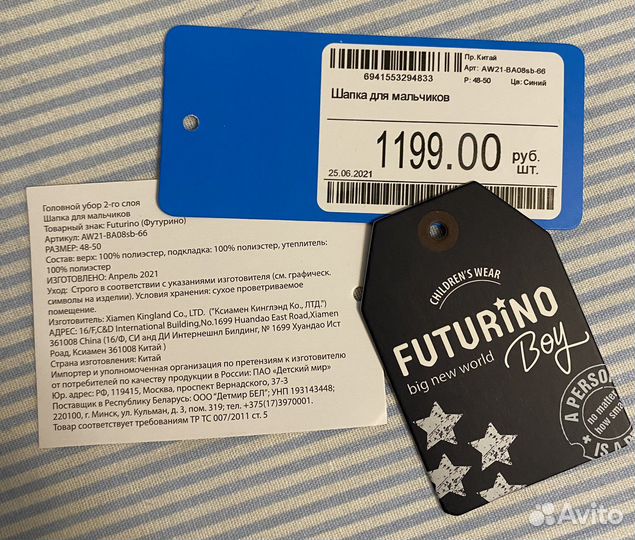 6941553294833
Пр. Китай
Арт: AW21-BA08sb-66
Р: 48-50 Цв: Синий
Шапка для мальчиков
1199.00 руб.
шт.
25.06.2021
Головной убор 2-го слоя
Шапка для мальчиков
Товарный знак: Futurino (Футурино)
Артикул: AW21-BA08sb-66
РАЗМЕР: 48-50
Состав: верх: 100% полиэстер, подкладка: 100% полиэстер, утеплитель:
100% полиэстер
ИЗГОТОВЛЕНО: Апрель 2021
Уход: Строго в соответствии с указаниями изготовителя (см. графическ.
символы на изделии). Условия хранения: сухое проветриваемое
помещение.
Изготовитель: Xiamen Kingland Co., LTD. ("Ксиамен Кинглэнд Ко., ЛТД.")
АДРЕС: 16/F,C&D International Building,No.1699 Huandao East Road,Xiamen
361008 China (16/Ф, СИ анд ДИ Интернешнл Билдинг, № 1699 Хуандао Ист
Роад, Ксиамен 361008 Китай )
Страна изготовления: Китай
Импортер и уполномоченная организация по претензиям к изготовителю
от потребителей по качеству продукции в России: ПАО «Детский мир»
Юр. адрес: РФ, 119415, Москва, проспект Вернадского, 37-3
Поставщик в Республику Беларусь: ООО "Детмир БЕЛ"; УНП 193143448;
220100, г. Минск, ул. Кульман, д. 3, пом. 319; тел. +375(17)3970001.
Товар соответствует требованиям ТР ТС 007/2011 ст. 5
CHILDREN'S WEAR
FUTURiNO
Boy
big new world
A PERSO
no matter
how sm
IS A P
Avito